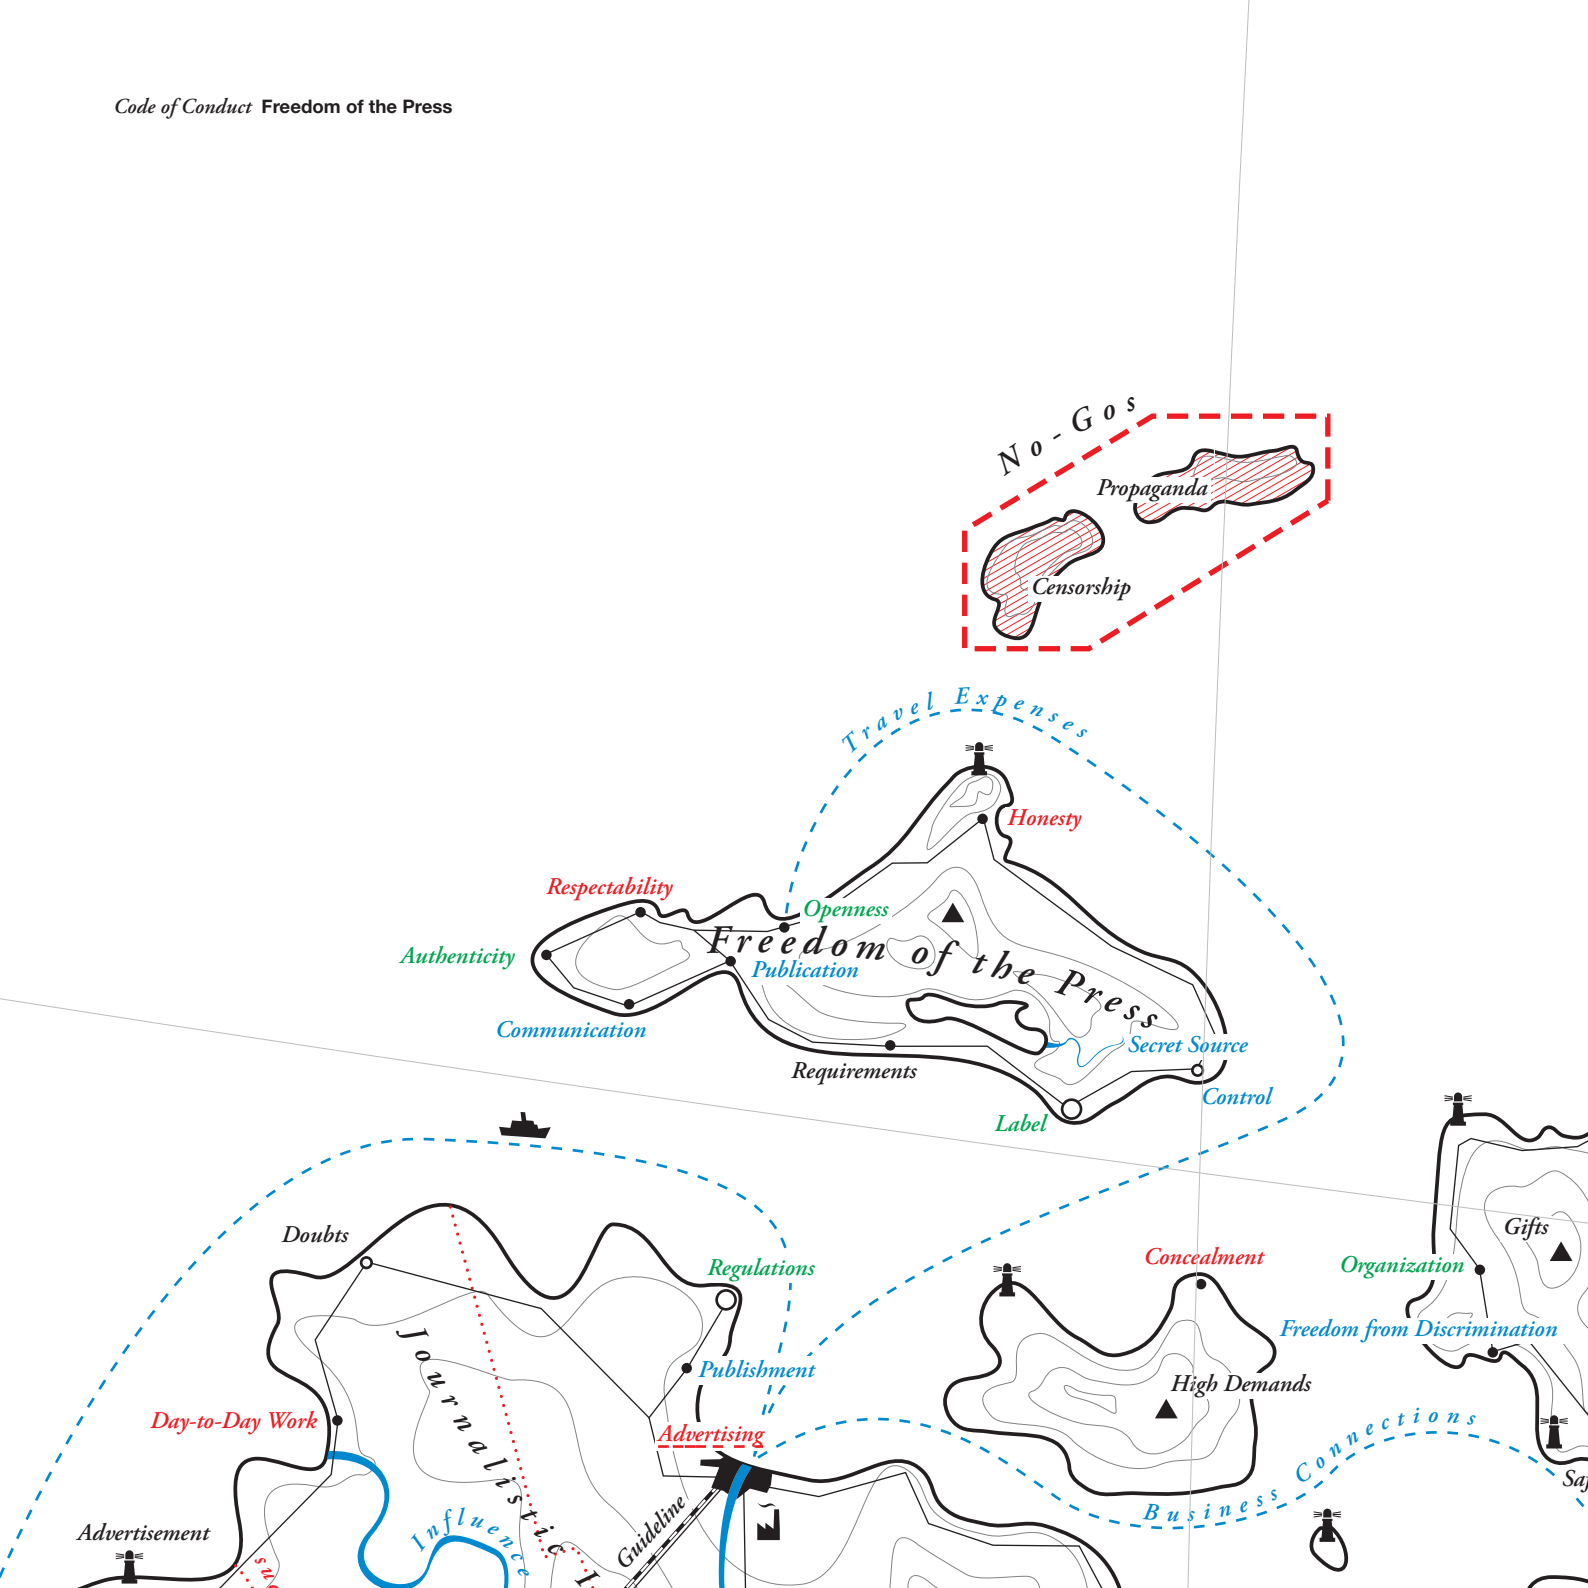 Code of Conduct Freedom of the Press
No-Gos
Propaganda
Censorship
Travel Expenses
Honesty
Respectability
Openness
Freedom of the Press
Authenticity
Publication
Communication
Secret Source
Requirements
Control
Label
Doubts
Gifts
Concealment
Organization
Regulations
Freedom from Discrimination
Publishment
High Demands
Day-to-Day Work
Journalistic I
Advertising
Business Connections
Saf
Guideline
Influence
Advertisement
suc